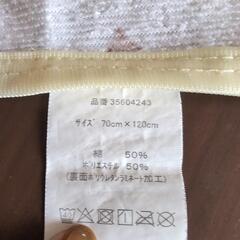 品番 35604243
サイズ 70cm×120cm
綿 50%
ポリエステル 50%
(裏面ポリウレタンラミネート加工)